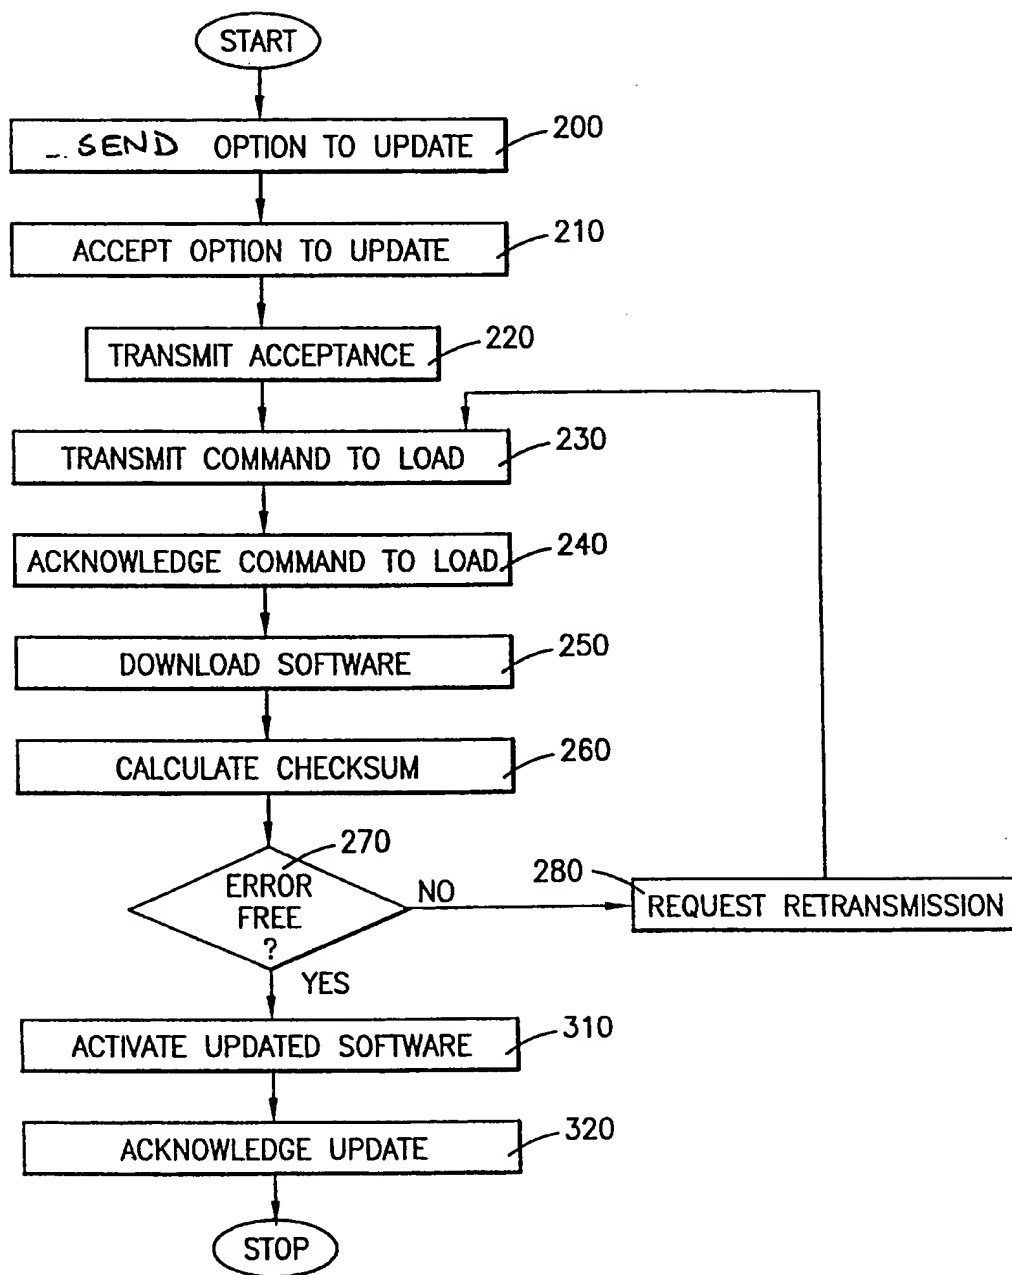 START
SEND OPTION TO UPDATE
200
ACCEPT OPTION TO UPDATE
210
TRANSMIT ACCEPTANCE
220
TRANSMIT COMMAND TO LOAD
230
ACKNOWLEDGE COMMAND TO LOAD
240
DOWNLOAD SOFTWARE
250
CALCULATE CHECKSUM
260
270
ERROR
FREE
?
NO
280
REQUEST RETRANSMISSION
YES
ACTIVATE UPDATED SOFTWARE
310
ACKNOWLEDGE UPDATE
320
STOP